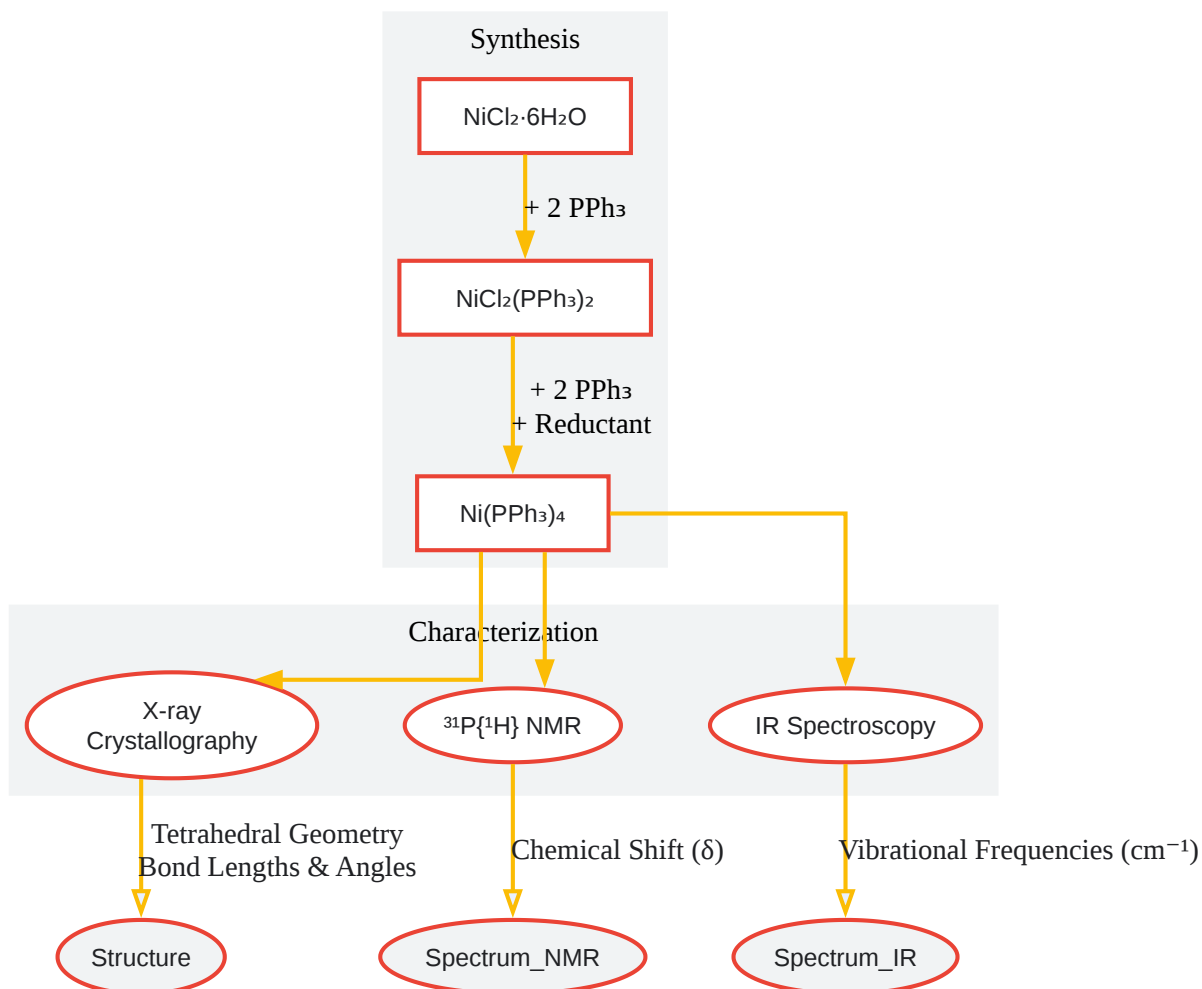 Synthesis
NiCl₂·6H₂O
+ 2 PPh₃
NiCl₂(PPh₃)₂
+ 2 PPh₃
+ Reductant
Ni(PPh₃)₄
Characterization
X-ray
Crystallography
³¹P{¹H} NMR
IR Spectroscopy
Tetrahedral Geometry
Bond Lengths & Angles
Chemical Shift (δ)
Vibrational Frequencies (cm⁻¹)
Structure
Spectrum_NMR
Spectrum_IR